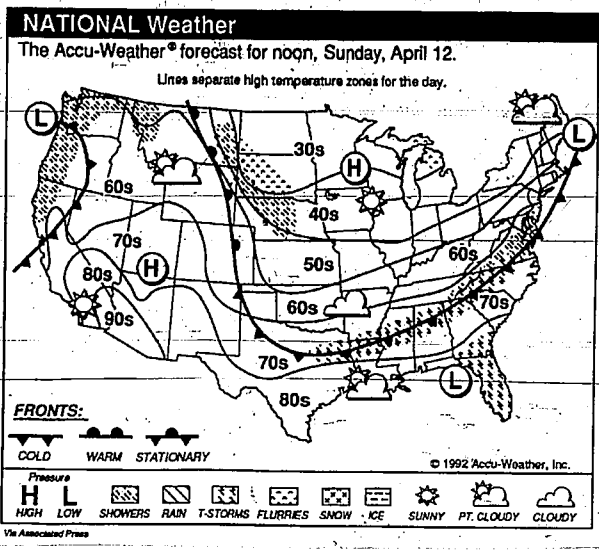 NATIONAL Weather
The Accu-Weather® forecast for noon, Sunday, April 12.
Lines separate high temperature zones for the day.
L
L
30s
H
60s
40s
70s
50s
60s
80s
H
60s
70s
90s
70s
L
80s
FRONTS:
COLD WARM STATIONARY
© 1992 Accu-Weather, Inc.
Pressure
H L
HIGH LOW SHOWERS RAIN T-STORMS FLURRIES SNOW ICE SUNNY PT. CLOUDY CLOUDY
Via Associated Press